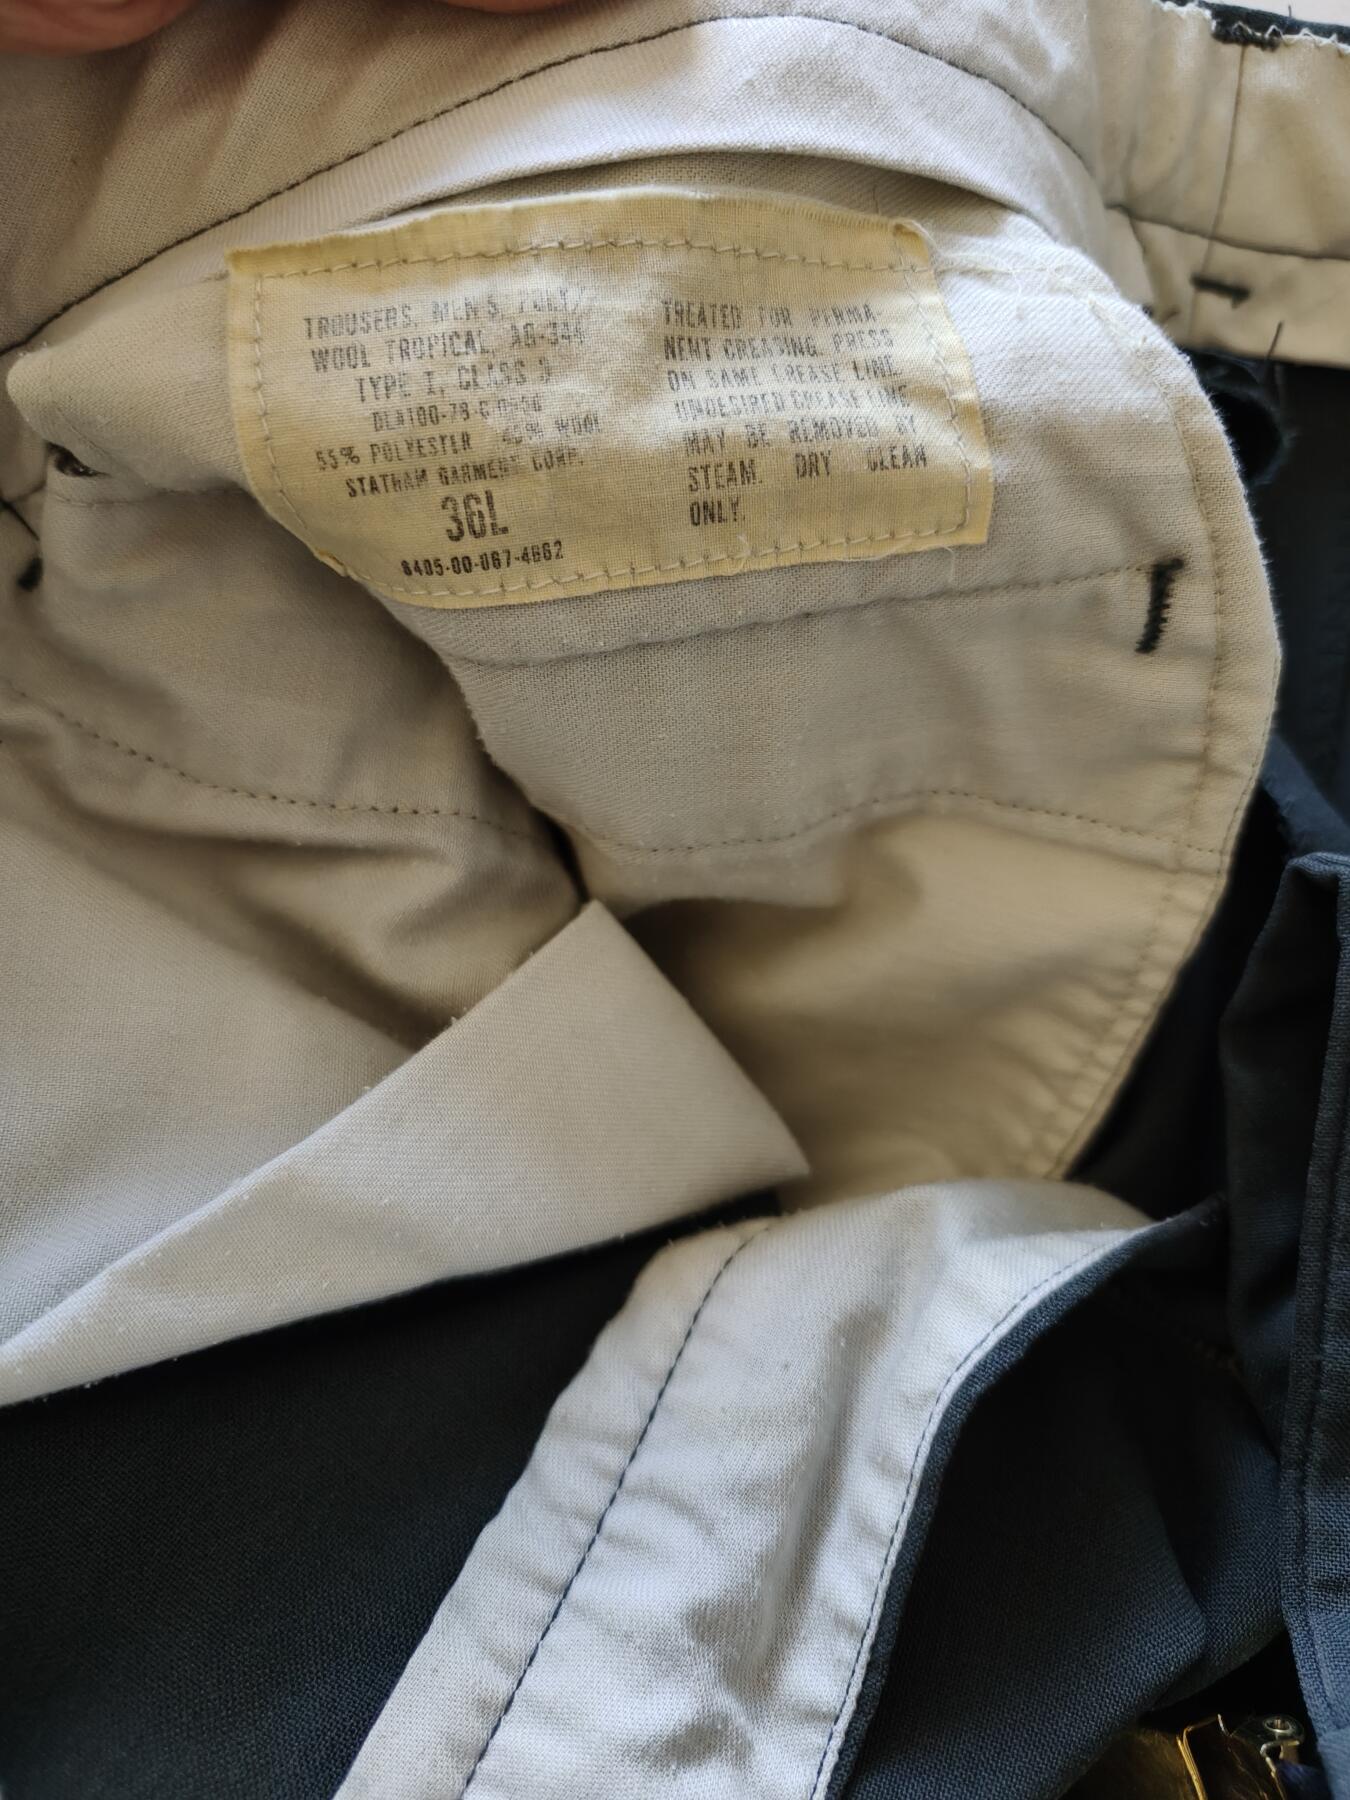 TROUSERS, MEN'S, POLY/
WOOL TROPICAL, AG-344
TYPE I, CLASS 3
DLA100-78-C-
55% POLYESTER 45% WOOL
STATHAM GARMENT CORP.
36L
8405-00-067-4662
TREATED FOR PERMA-
NENT CREASING. PRESS
ON SAME CREASE LINE.
UNDESIRED CREASE LINE
MAY BE REMOVED BY
STEAM. DRY CLEAN
ONLY.